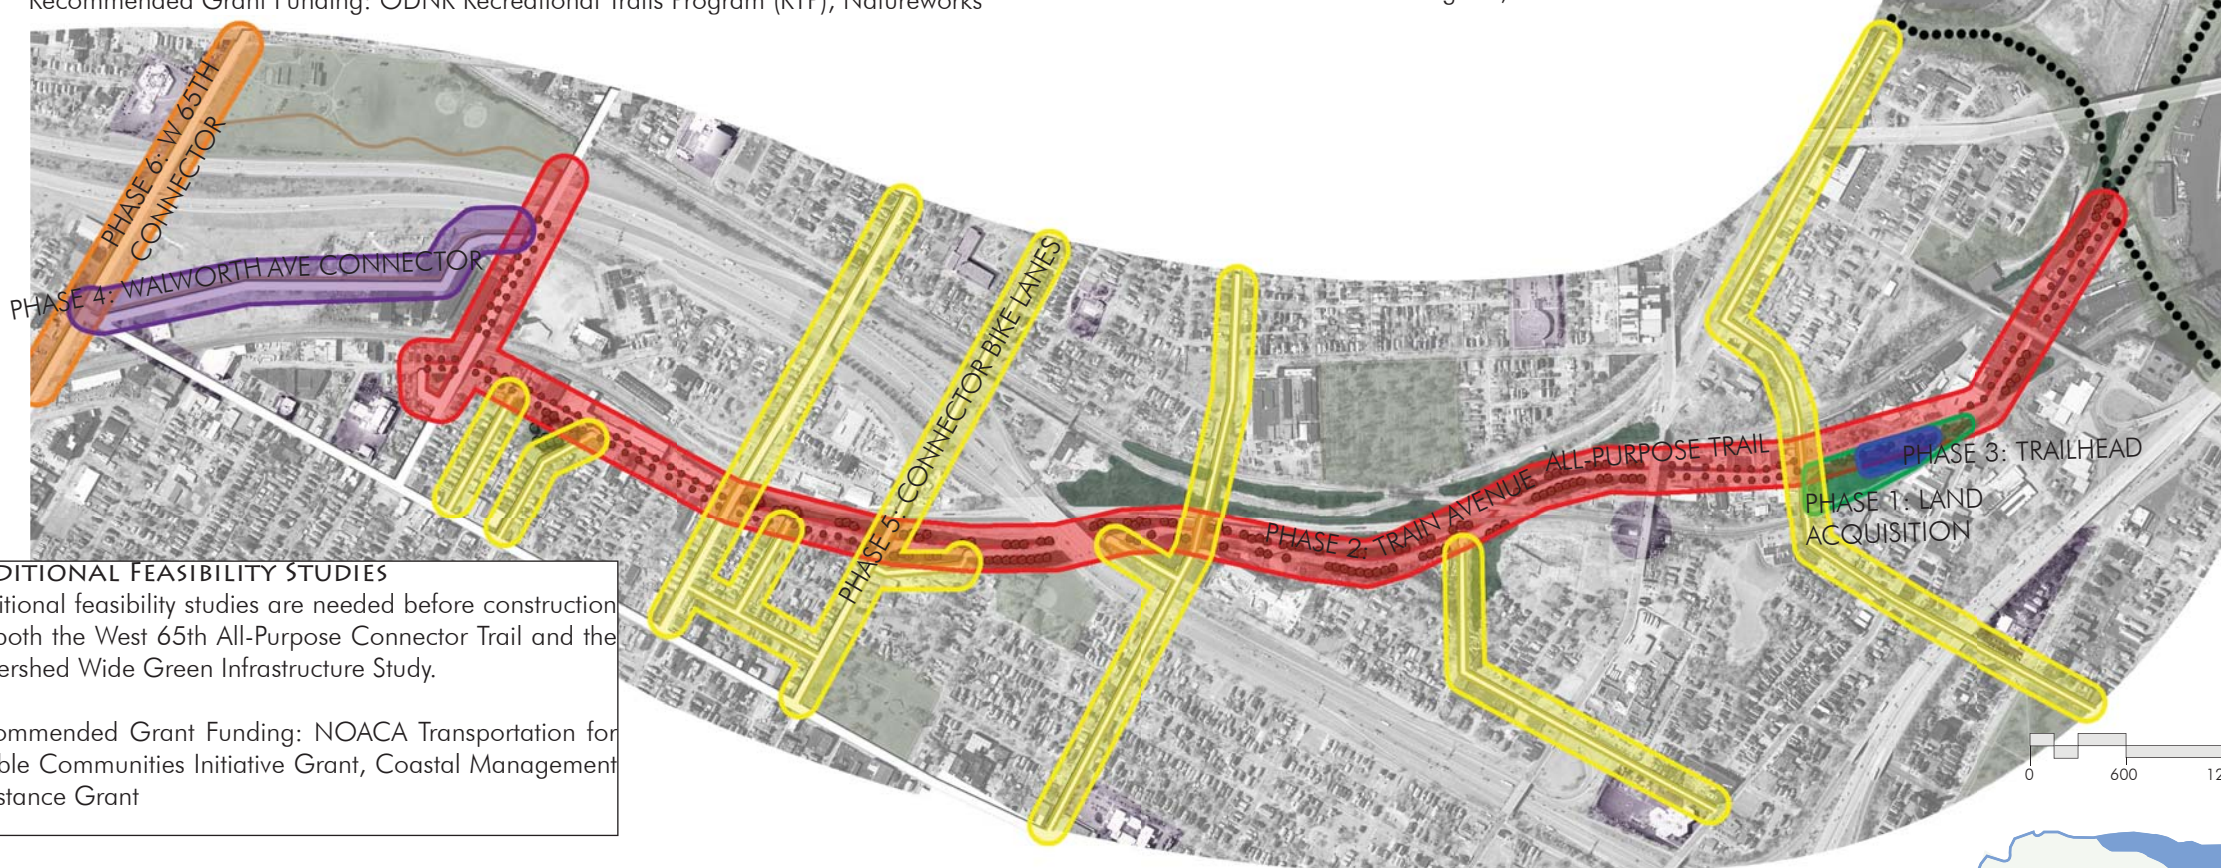 Recommended Grant Funding: ODNR Recreational Trails Program (RTP), Natureworks
PHASE 6: W 65TH
CONNECTOR
PHASE 4: WALWORTH AVE CONNECTOR
PHASE 5: CONNECTOR BIKE LANES
PHASE 2: TRAIN AVENUE ALL-PURPOSE TRAIL
PHASE 3: TRAILHEAD
PHASE 1: LAND
ACQUISITION
DITIONAL FEASIBILITY STUDIES
itional feasibility studies are needed before construction
both the West 65th All-Purpose Connector Trail and the
ershed Wide Green Infrastructure Study.
ommended Grant Funding: NOACA Transportation for
ble Communities Initiative Grant, Coastal Management
stance Grant
0 600 12